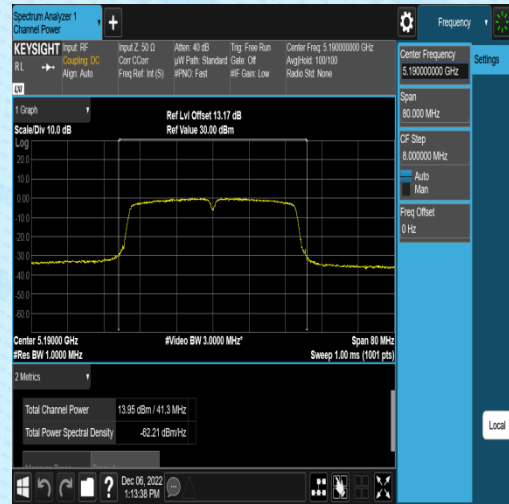 Spectrum Analyzer 1
Channel Power
+
Frequency
KEYSIGHT
R L
LXI
Input: RF
Coupling: DC
Align: Auto
Input Z: 50 Ω
Corr CCorr
Freq Ref: Int (S)
Atten: 40 dB
µW Path: Standard
#PNO: Fast
Trig: Free Run
Gate: Off
#IF Gain: Low
Center Freq: 5.190000000 GHz
Avg|Hold: 100/100
Radio Std: None
Center Frequency
5.190000000 GHz
Settings
Span
80.000 MHz
CF Step
8.000000 MHz
Auto
Man
Freq Offset
0 Hz
1 Graph
Scale/Div 10.0 dB
Ref Lvl Offset 13.17 dB
Ref Value 30.00 dBm
Log
20.0
10.0
0.00
-10.0
-20.0
-30.0
-40.0
-50.0
-60.0
Center 5.19000 GHz
#Res BW 1.0000 MHz
#Video BW 3.0000 MHz*
Span 80 MHz
Sweep 1.00 ms (1001 pts)
2 Metrics
Total Channel Power 13.95 dBm / 41.3 MHz
Total Power Spectral Density -62.21 dBm/Hz
Local
?
Dec 06, 2022
1:13:38 PM